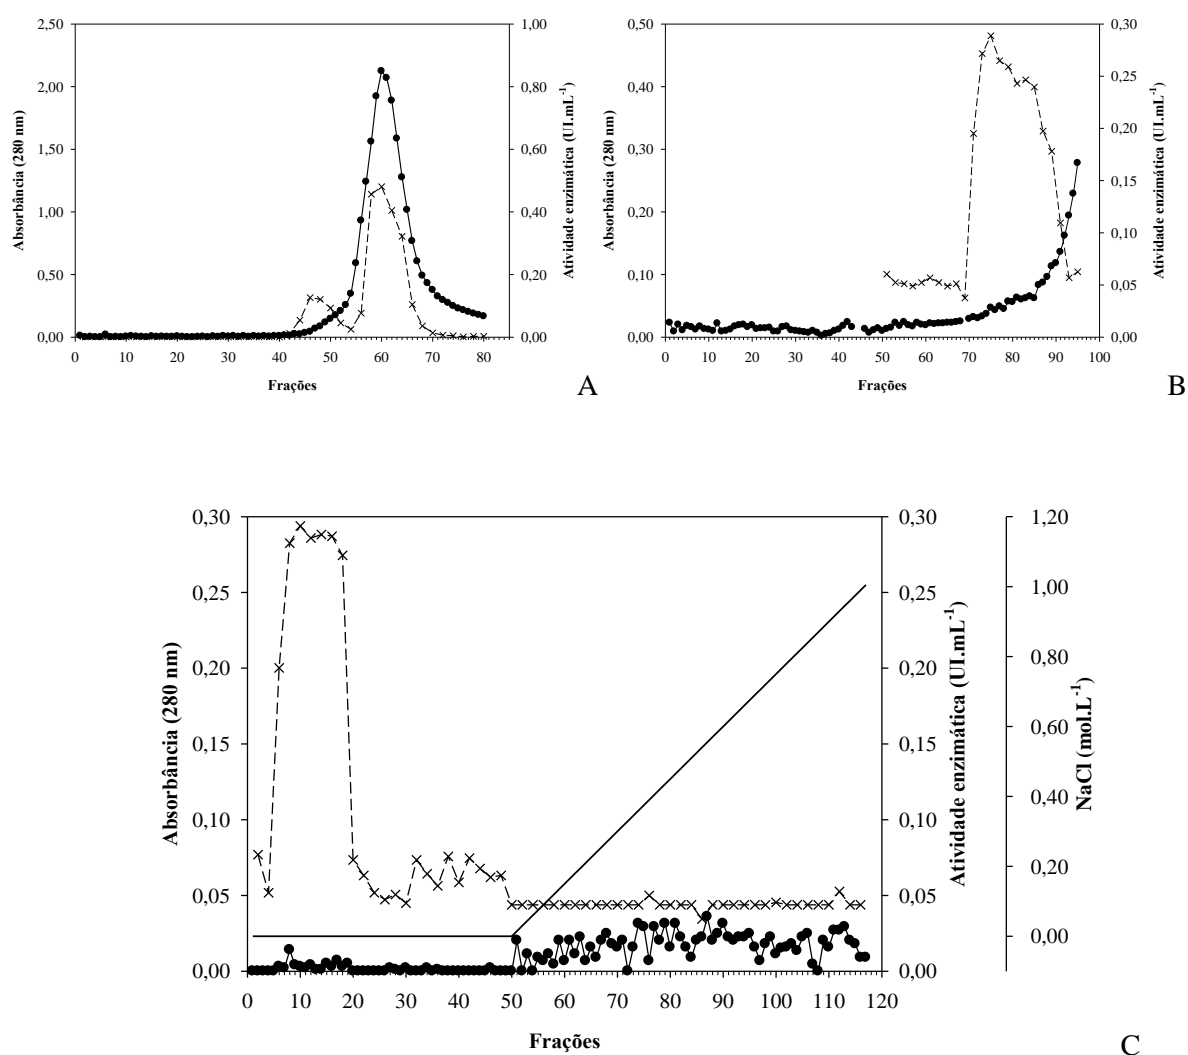 2,50
2,00
1,50
1,00
0,50
0,00
Absorbância (280 nm)
1,00
0,80
0,60
0,40
0,20
0,00
Atividade enzimática (UI.mL-1)
0 10 20 30 40 50 60 70 80
Frações
A
0,50
0,40
0,30
0,20
0,10
0,00
Absorbância (280 nm)
0,30
0,25
0,20
0,15
0,10
0,05
0,00
Atividade enzimática (UI.mL-1)
0 10 20 30 40 50 60 70 80 90 100
Frações
B
0,30
0,25
0,20
0,15
0,10
0,05
0,00
Absorbância (280 nm)
0,30
0,25
0,20
0,15
0,10
0,05
0,00
Atividade enzimática (UI.mL-1)
1,20
1,00
0,80
0,60
0,40
0,20
0,00
NaCl (mol.L-1)
0 10 20 30 40 50 60 70 80 90 100 110 120
Frações
C